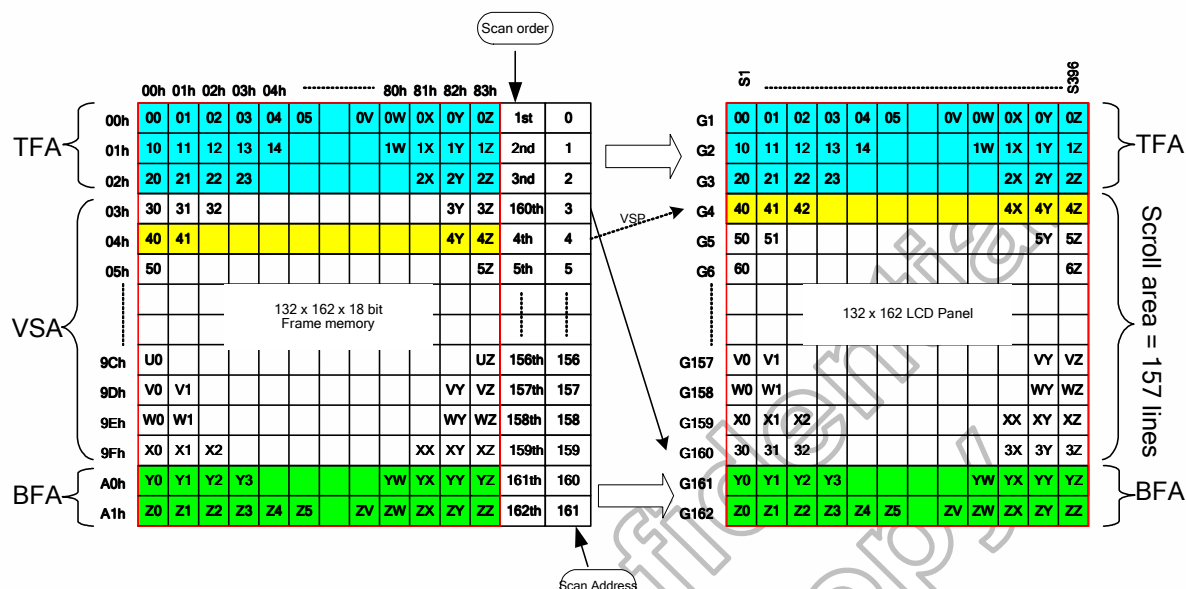 Scan order
00h 01h 02h 03h 04h 80h 81h 82h 83h
S1 S396
00h 00 01 02 03 04 05 0V 0W 0X 0Y 0Z 1st 0
01h 10 11 12 13 14 1W 1X 1Y 1Z 2nd 1
02h 20 21 22 23 2X 2Y 2Z 3rd 2
03h 30 31 32 3Y 3Z 160th 3
04h 40 41 4Y 4Z 4th 4
05h 50 5Z 5th 5
132 x 162 x 18 bit
Frame memory
9Ch U0 UZ 156th 156
9Dh V0 V1 VY VZ 157th 157
9Eh W0 W1 WY WZ 158th 158
9Fh X0 X1 X2 XX XY XZ 159th 159
A0h Y0 Y1 Y2 Y3 YW YX YY YZ 161th 160
A1h Z0 Z1 Z2 Z3 Z4 Z5 ZV ZW ZX ZY ZZ 162th 161
TFA
VSA
BFA
Scan Address
VSP
G1 00 01 02 03 04 05 0V 0W 0X 0Y 0Z
G2 10 11 12 13 14 1W 1X 1Y 1Z
G3 20 21 22 23 2X 2Y 2Z
G4 40 41 42 4X 4Y 4Z
G5 50 51 5Y 5Z
G6 60 6Z
132 x 162 LCD Panel
G157 V0 V1 VY VZ
G158 W0 W1 WY WZ
G159 X0 X1 X2 XX XY XZ
G160 30 31 32 3X 3Y 3Z
G161 Y0 Y1 Y2 Y3 YW YX YY YZ
G162 Z0 Z1 Z2 Z3 Z4 Z5 ZV ZW ZX ZY ZZ
TFA
Scroll area = 157 lines
BFA